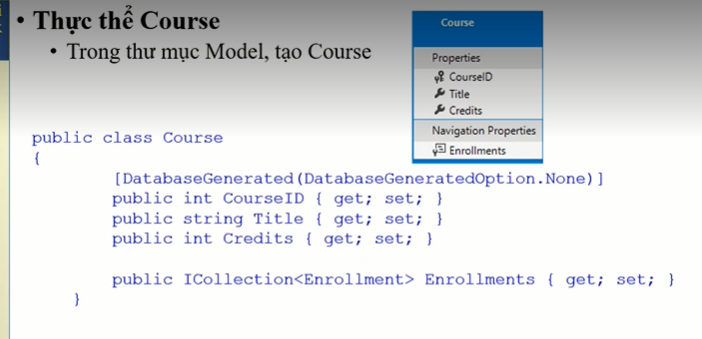 • Thực thể Course
• Trong thư mục Model, tạo Course
Course
Properties
CourseID
Title
Credits
Navigation Properties
Enrollments
public class Course
{
[DatabaseGenerated(DatabaseGeneratedOption.None)]
public int CourseID { get; set; }
public string Title { get; set; }
public int Credits { get; set; }
public ICollection<Enrollment> Enrollments { get; set; }
}